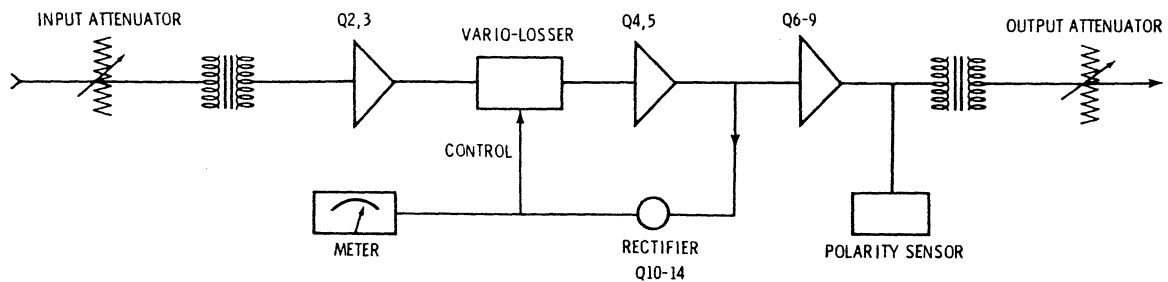 INPUT ATTENUATOR
Q2,3
VARIO-LOSSER
Q4,5
Q6-9
OUTPUT ATTENUATOR
CONTROL
METER
RECTIFIER
Q10-14
POLARITY SENSOR